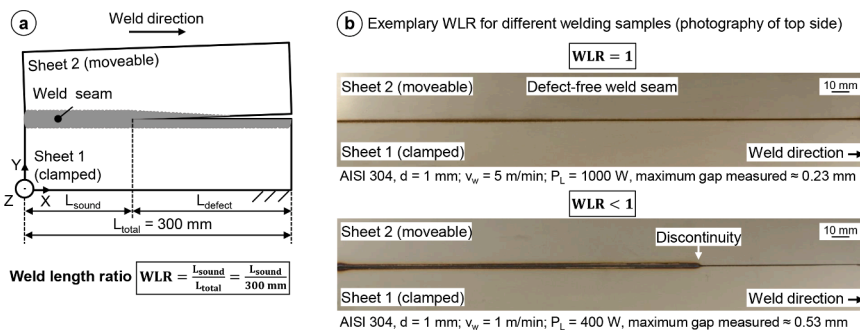 a
Weld direction
Sheet 2 (moveable)
Weld seam
Sheet 1
(clamped)
Y
Z
X
L_sound
L_defect
L_total = 300 mm
Weld length ratio WLR = L_sound / L_total = L_sound / 300 mm
b Exemplary WLR for different welding samples (photography of top side)
WLR = 1
Sheet 2 (moveable)
Defect-free weld seam
10 mm
Sheet 1 (clamped)
Weld direction
AISI 304, d = 1 mm; v_w = 5 m/min; P_L = 1000 W, maximum gap measured ≈ 0.23 mm
WLR < 1
Sheet 2 (moveable)
Discontinuity
10 mm
Sheet 1 (clamped)
Weld direction
AISI 304, d = 1 mm; v_w = 1 m/min; P_L = 400 W, maximum gap measured ≈ 0.53 mm